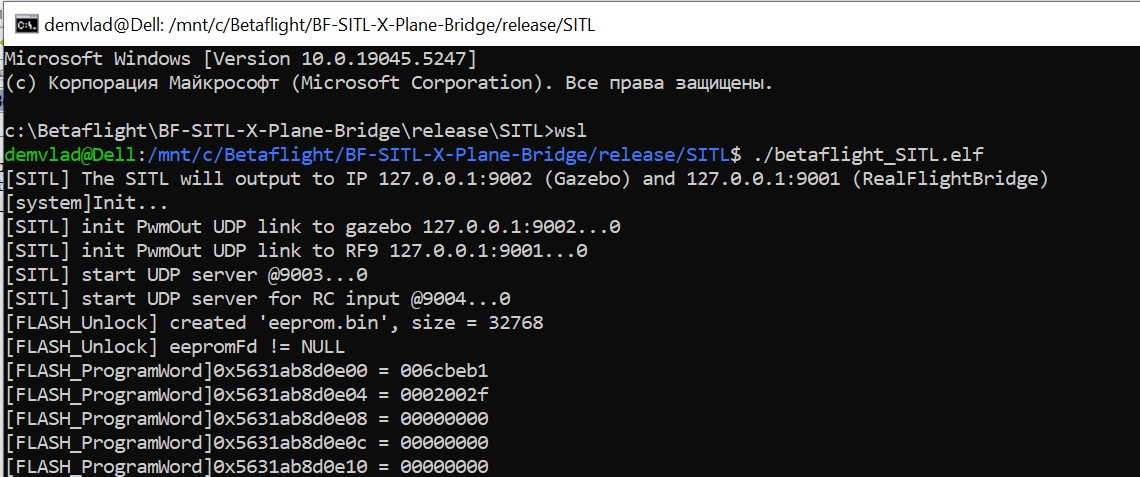 demvlad@Dell: /mnt/c/Betaflight/BF-SITL-X-Plane-Bridge/release/SITL
Microsoft Windows [Version 10.0.19045.5247]
(c) Корпорация Майкрософт (Microsoft Corporation). Все права защищены.
c:\Betaflight\BF-SITL-X-Plane-Bridge\release\SITL>wsl
demvlad@Dell:/mnt/c/Betaflight/BF-SITL-X-Plane-Bridge/release/SITL$ ./betaflight_SITL.elf
[SITL] The SITL will output to IP 127.0.0.1:9002 (Gazebo) and 127.0.0.1:9001 (RealFlightBridge)
[system]Init...
[SITL] init PwmOut UDP link to gazebo 127.0.0.1:9002...0
[SITL] init PwmOut UDP link to RF9 127.0.0.1:9001...0
[SITL] start UDP server @9003...0
[SITL] start UDP server for RC input @9004...0
[FLASH_Unlock] created 'eeprom.bin', size = 32768
[FLASH_Unlock] eepromFd != NULL
[FLASH_ProgramWord]0x5631ab8d0e00 = 006cbeb1
[FLASH_ProgramWord]0x5631ab8d0e04 = 0002002f
[FLASH_ProgramWord]0x5631ab8d0e08 = 00000000
[FLASH_ProgramWord]0x5631ab8d0e0c = 00000000
[FLASH_ProgramWord]0x5631ab8d0e10 = 00000000